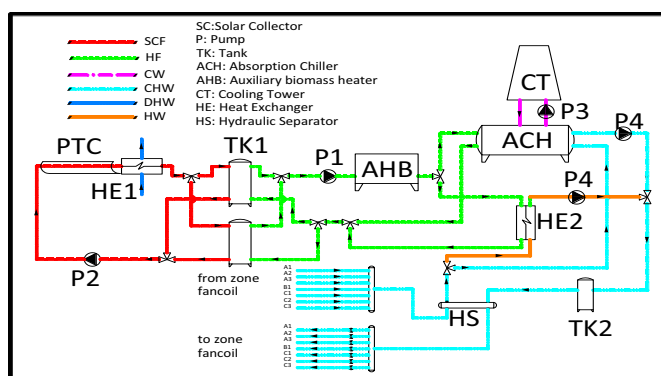 SCF
HF
CW
CHW
DHW
HW
SC:Solar Collector
P: Pump
TK: Tank
ACH: Absorption Chiller
AHB: Auxiliary biomass heater
CT: Cooling Tower
HE: Heat Exchanger
HS: Hydraulic Separator
CT
P3
P4
ACH
PTC
HE1
TK1
P1
AHB
P4
HE2
P2
from zone
fancoil
A1
A2
A3
B1
C1
C2
C3
HS
TK2
to zone
fancoil
A1
A2
A3
B1
C1
C2
C3